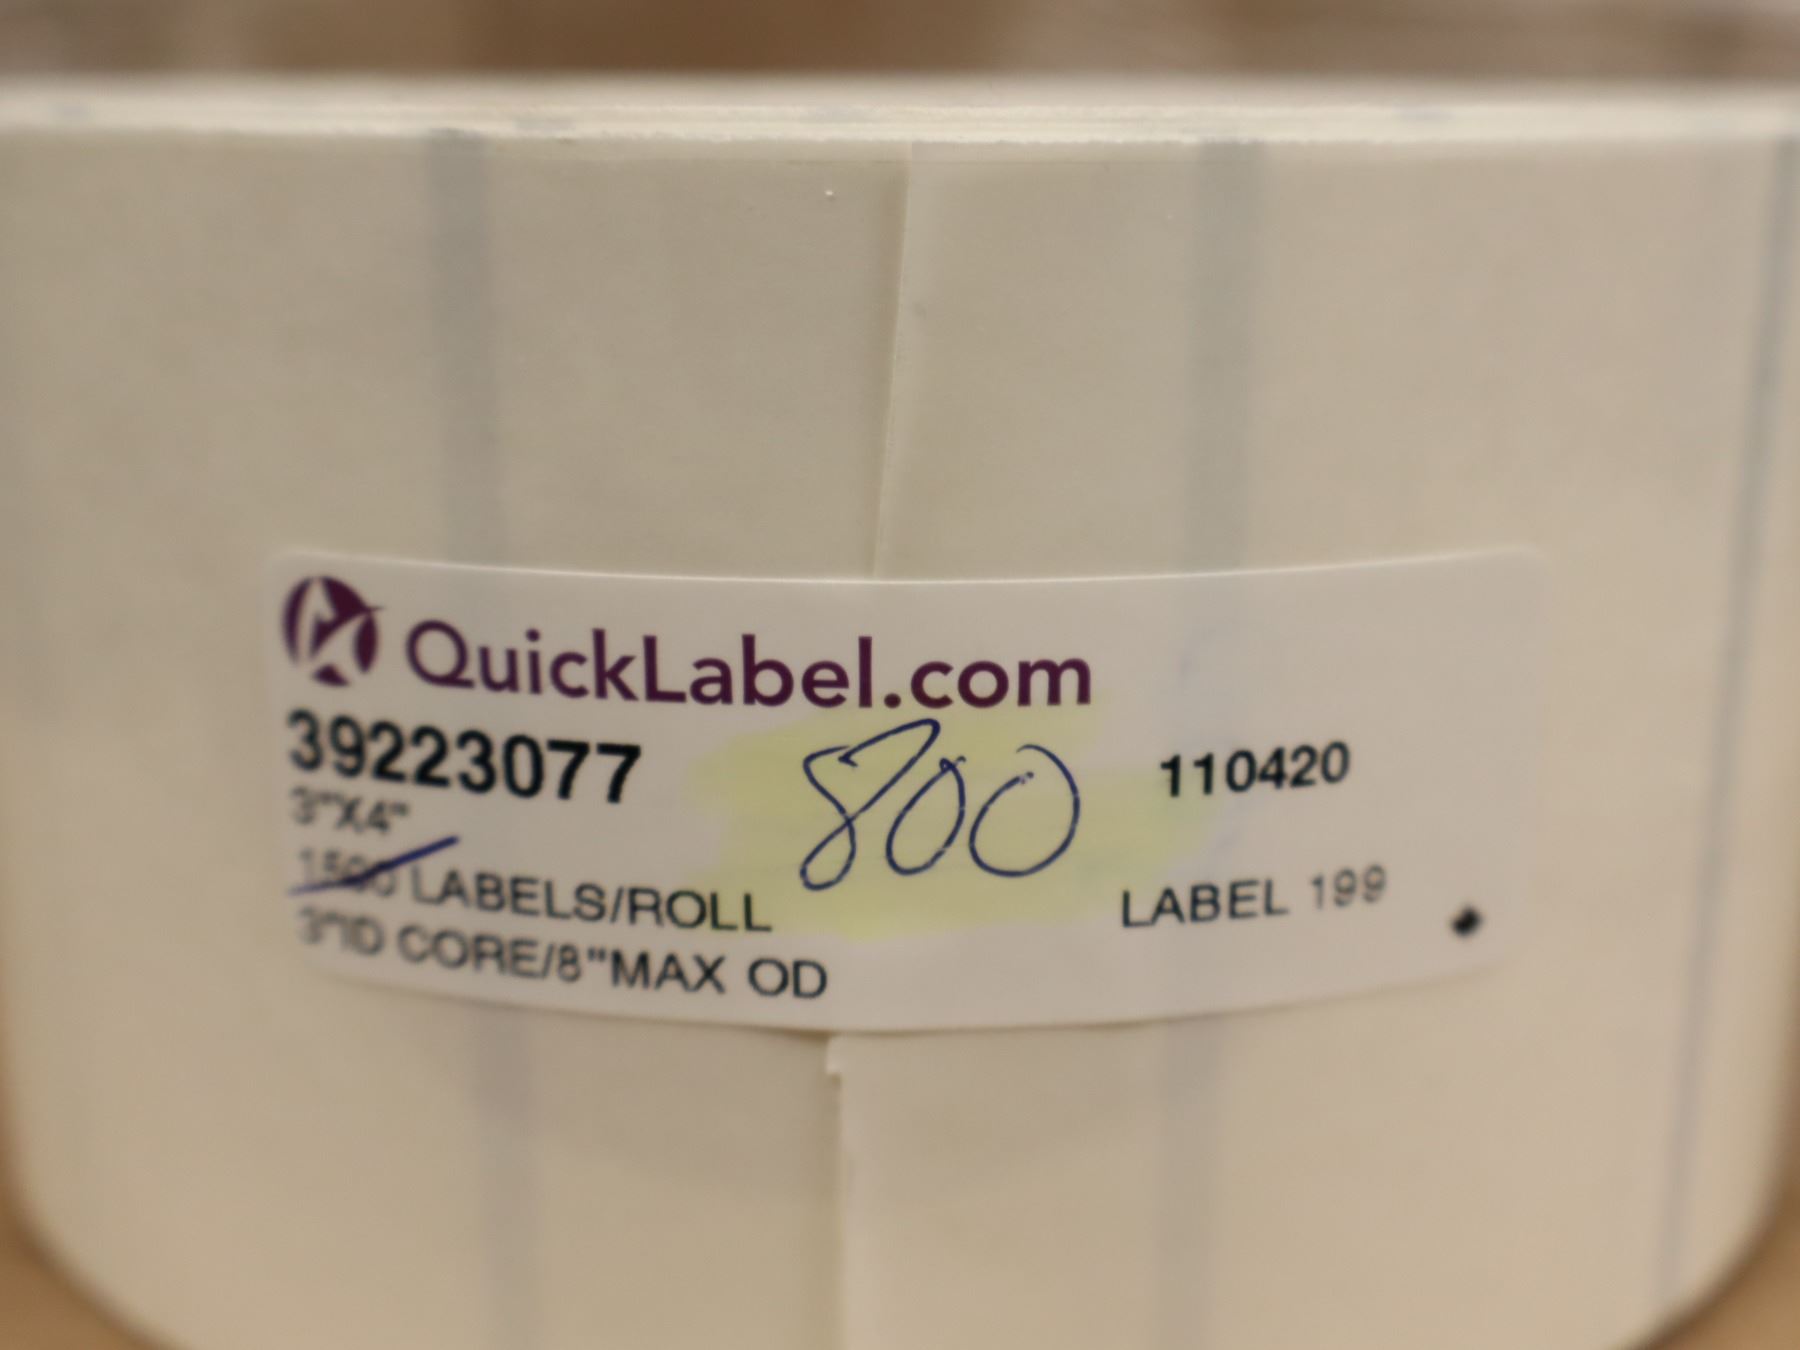 QuickLabel.com
39223077 800 110420
3"X4"
1500 LABELS/ROLL LABEL 199
3"ID CORE/8"MAX OD